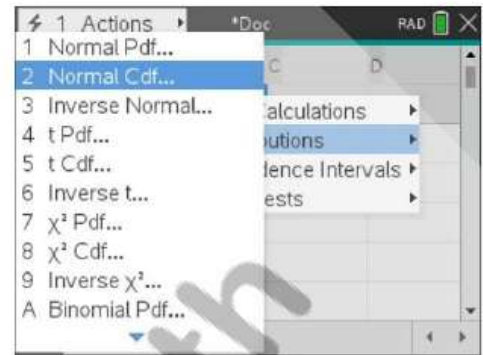 1 Actions
*Doc
RAD
1 Normal Pdf...
2 Normal Cdf...
3 Inverse Normal...
4 t Pdf...
5 t Cdf...
6 Inverse t...
7 χ² Pdf...
8 χ² Cdf...
9 Inverse χ²...
A Binomial Pdf...
C
D
Calculations
utions
dence Intervals
ests